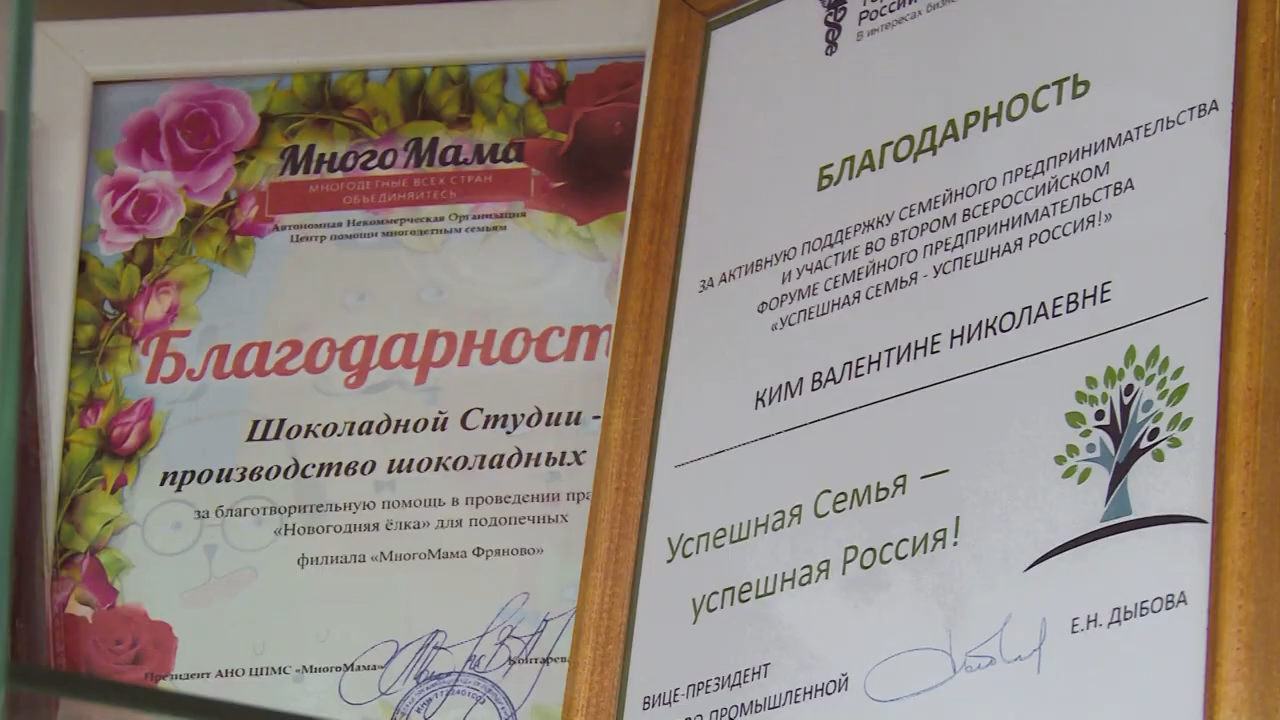 МногоМама
МНОГОДЕТНЫЕ ВСЕХ СТРАН
ОБЪЕДИНЯЙТЕСЬ
Автономная Некоммерческая Организация
Центр помощи многодетным семьям
Благодарност
Шоколадной Студии -
производство шоколадных
за благотворительную помощь в проведении
«Новогодняя ёлка» для подопечных
филиала «МногоМама Фряново»
Президент АНО ЦПМС «МногоМама»
России
В интересах
БЛАГОДАРНОСТЬ
ЗА АКТИВНУЮ ПОДДЕРЖКУ СЕМЕЙНОГО ПРЕДПРИНИМАТЕЛЬСТВА
И УЧАСТИЕ ВО ВТОРОМ ВСЕРОССИЙСКОМ
ФОРУМЕ СЕМЕЙНОГО ПРЕДПРИНИМАТЕЛЬСТВА
«УСПЕШНАЯ СЕМЬЯ - УСПЕШНАЯ РОССИЯ!»
КИМ ВАЛЕНТИНЕ НИКОЛАЕВНЕ
Успешная Семья —
успешная Россия!
Е.Н. ДЫБОВА
ВИЦЕ-ПРЕЗИДЕНТ
ПРОМЫШЛЕННОЙ